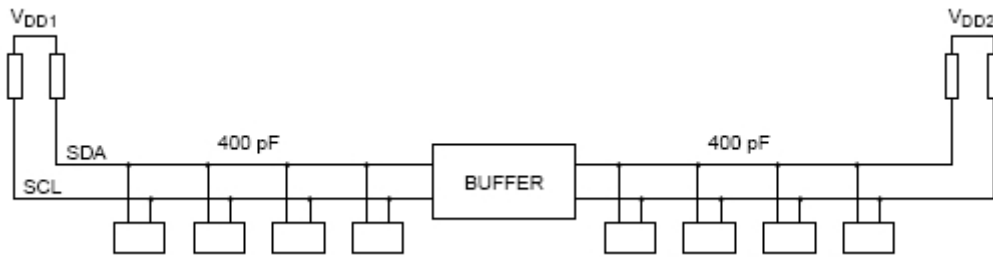 VDD1
VDD2
SDA
400 pF
400 pF
SCL
BUFFER